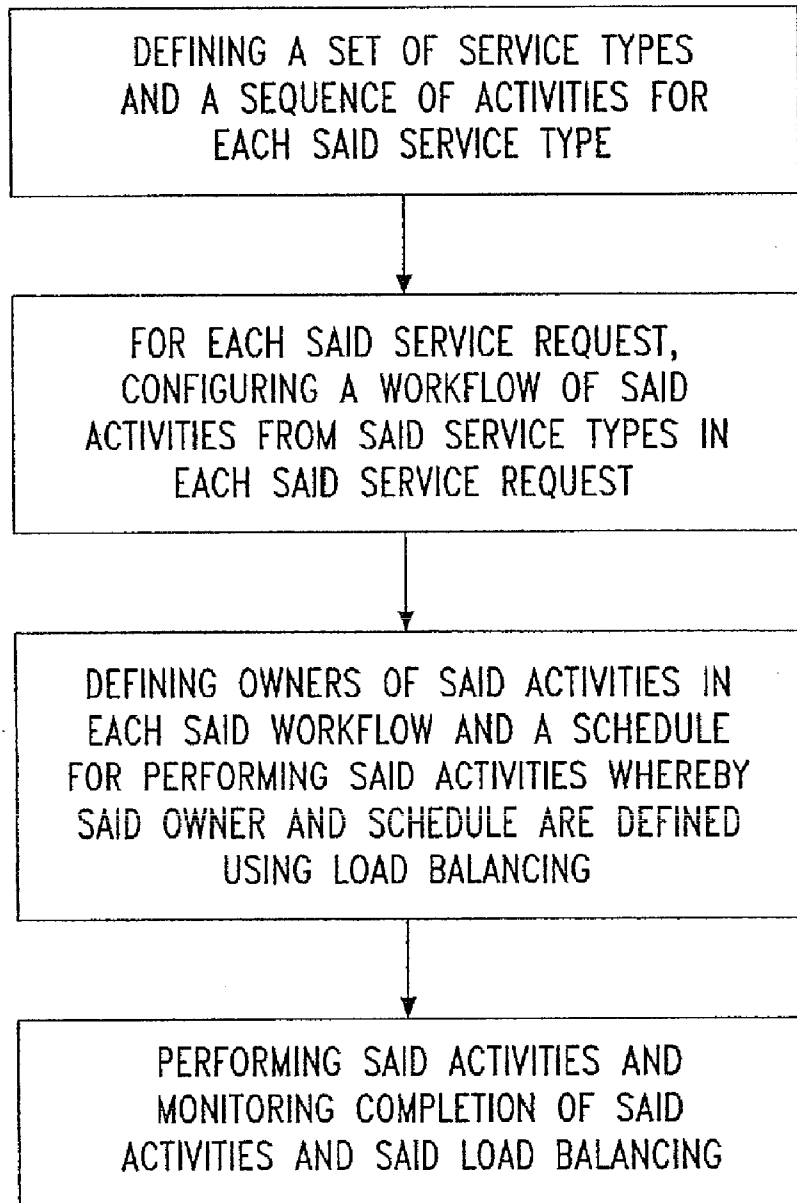 DEFINING A SET OF SERVICE TYPES
AND A SEQUENCE OF ACTIVITIES FOR
EACH SAID SERVICE TYPE
FOR EACH SAID SERVICE REQUEST,
CONFIGURING A WORKFLOW OF SAID
ACTIVITIES FROM SAID SERVICE TYPES IN
EACH SAID SERVICE REQUEST
DEFINING OWNERS OF SAID ACTIVITIES IN
EACH SAID WORKFLOW AND A SCHEDULE
FOR PERFORMING SAID ACTIVITIES WHEREBY
SAID OWNER AND SCHEDULE ARE DEFINED
USING LOAD BALANCING
PERFORMING SAID ACTIVITIES AND
MONITORING COMPLETION OF SAID
ACTIVITIES AND SAID LOAD BALANCING